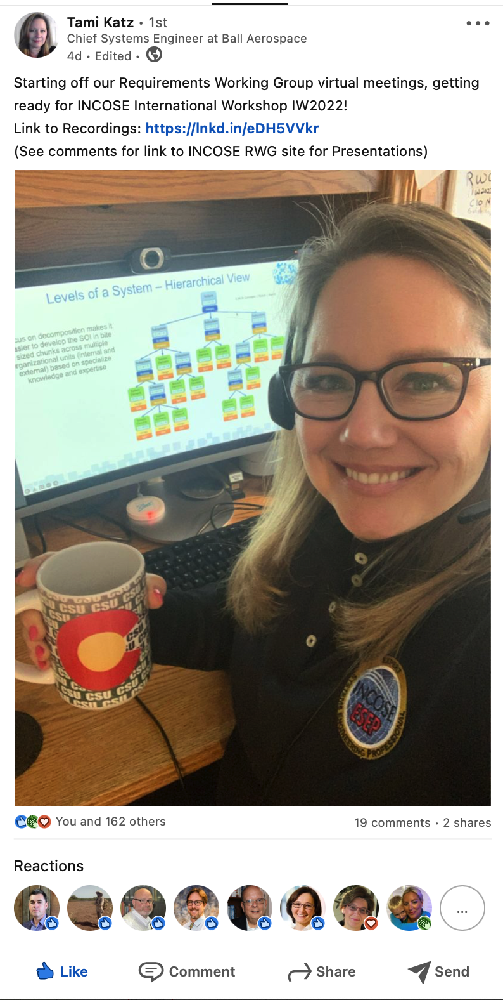 Tami Katz • 1st
Chief Systems Engineer at Ball Aerospace
4d • Edited •
Starting off our Requirements Working Group virtual meetings, getting
ready for INCOSE International Workshop IW2022!
Link to Recordings: https://lnkd.in/eDH5VVkr
(See comments for link to INCOSE RWG site for Presentations)
Levels of a System – Hierarchical View
cus on decomposition makes it
asier to develop the SOI in bite
sized chunks across multiple
rganizational units (internal and
external) based on specialize
knowledge and expertise
CSU CSU CSU
CSU
CSU CSU CSU
CSU CSU
INCOSE
ESEP
You and 162 others
19 comments • 2 shares
Reactions
...
Like
Comment
Share
Send